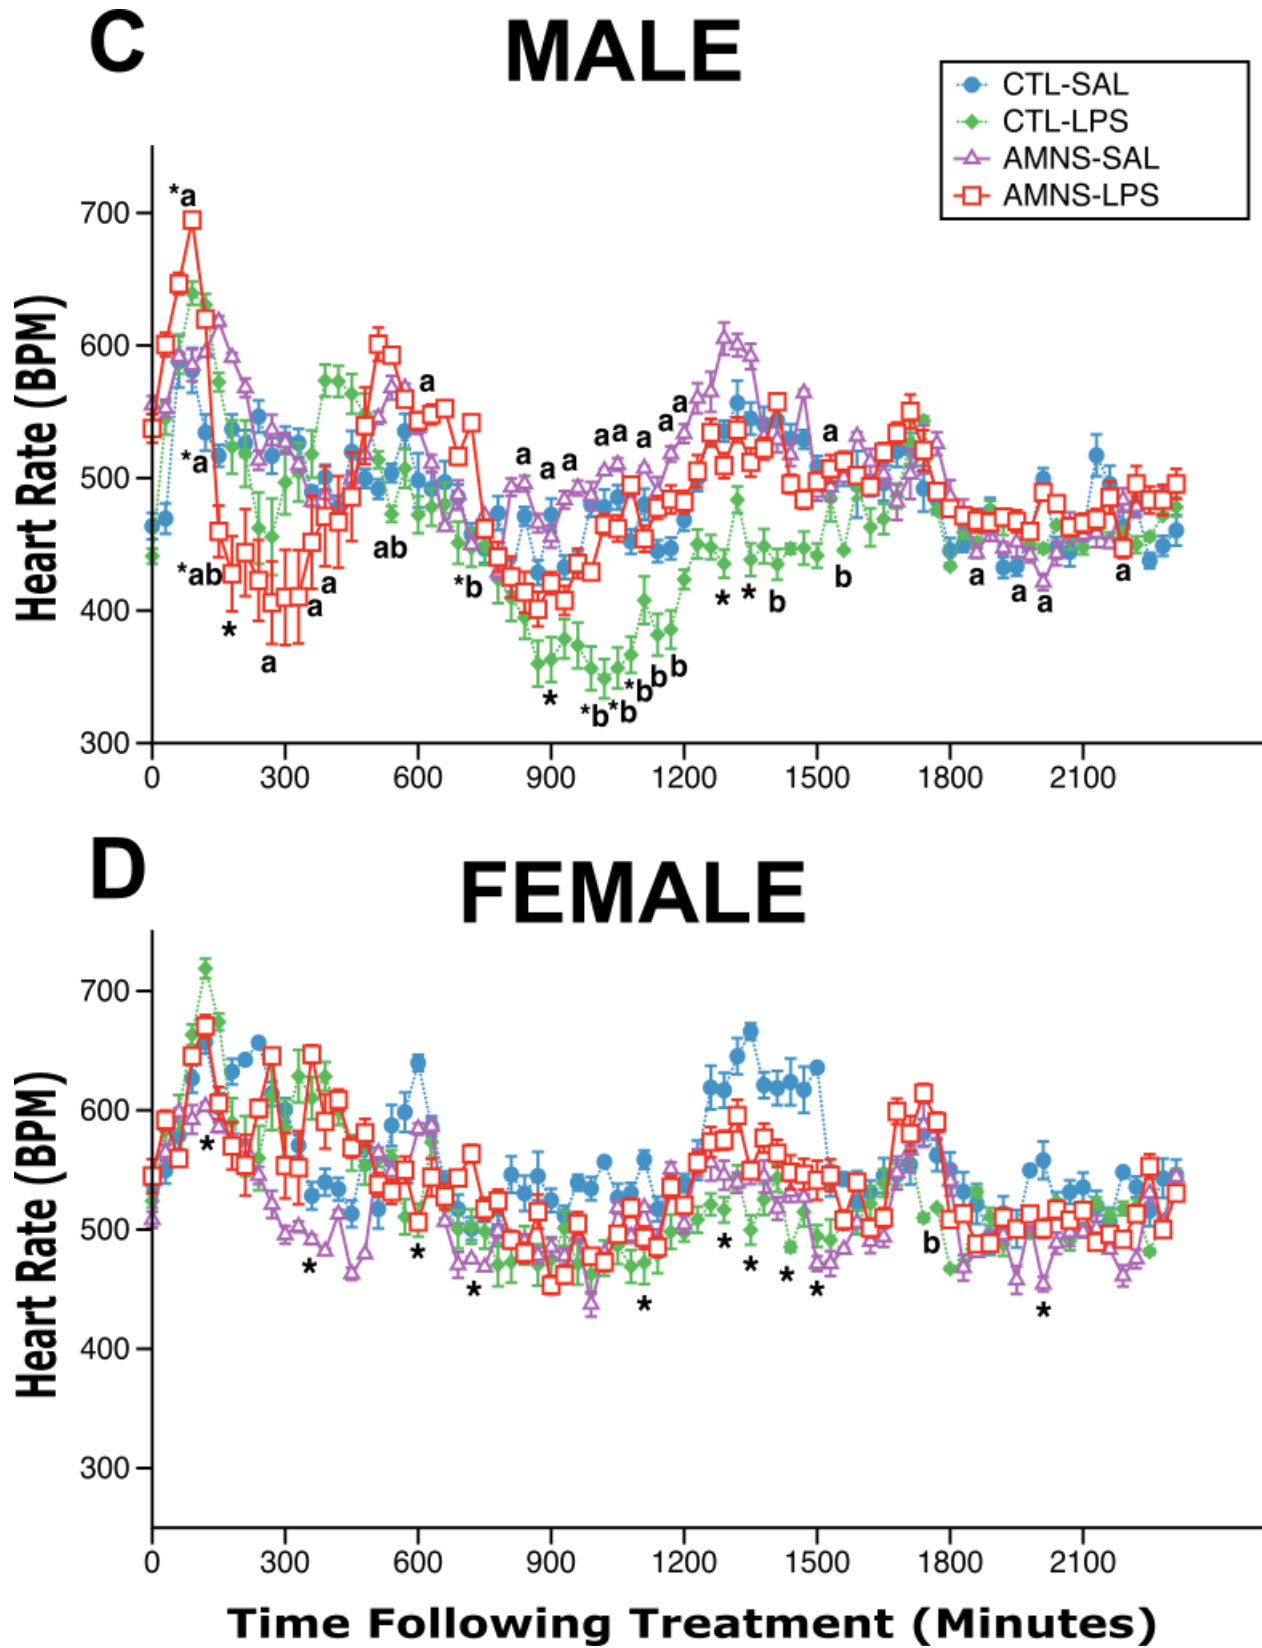 C
MALE
CTL-SAL
CTL-LPS
AMNS-SAL
AMNS-LPS
Heart Rate (BPM)
700
600
500
400
300
*a
*a
*ab
*
a
a
a
ab
a
*b
a
a
a
*
a a
*b *b
*b
a
b
a
b
a
*
*
b
a
b
a
a
a
a
0 300 600 900 1200 1500 1800 2100
D
FEMALE
Heart Rate (BPM)
700
600
500
400
300
*
*
*
*
*
*
*
*
*
b
*
0 300 600 900 1200 1500 1800 2100
Time Following Treatment (Minutes)